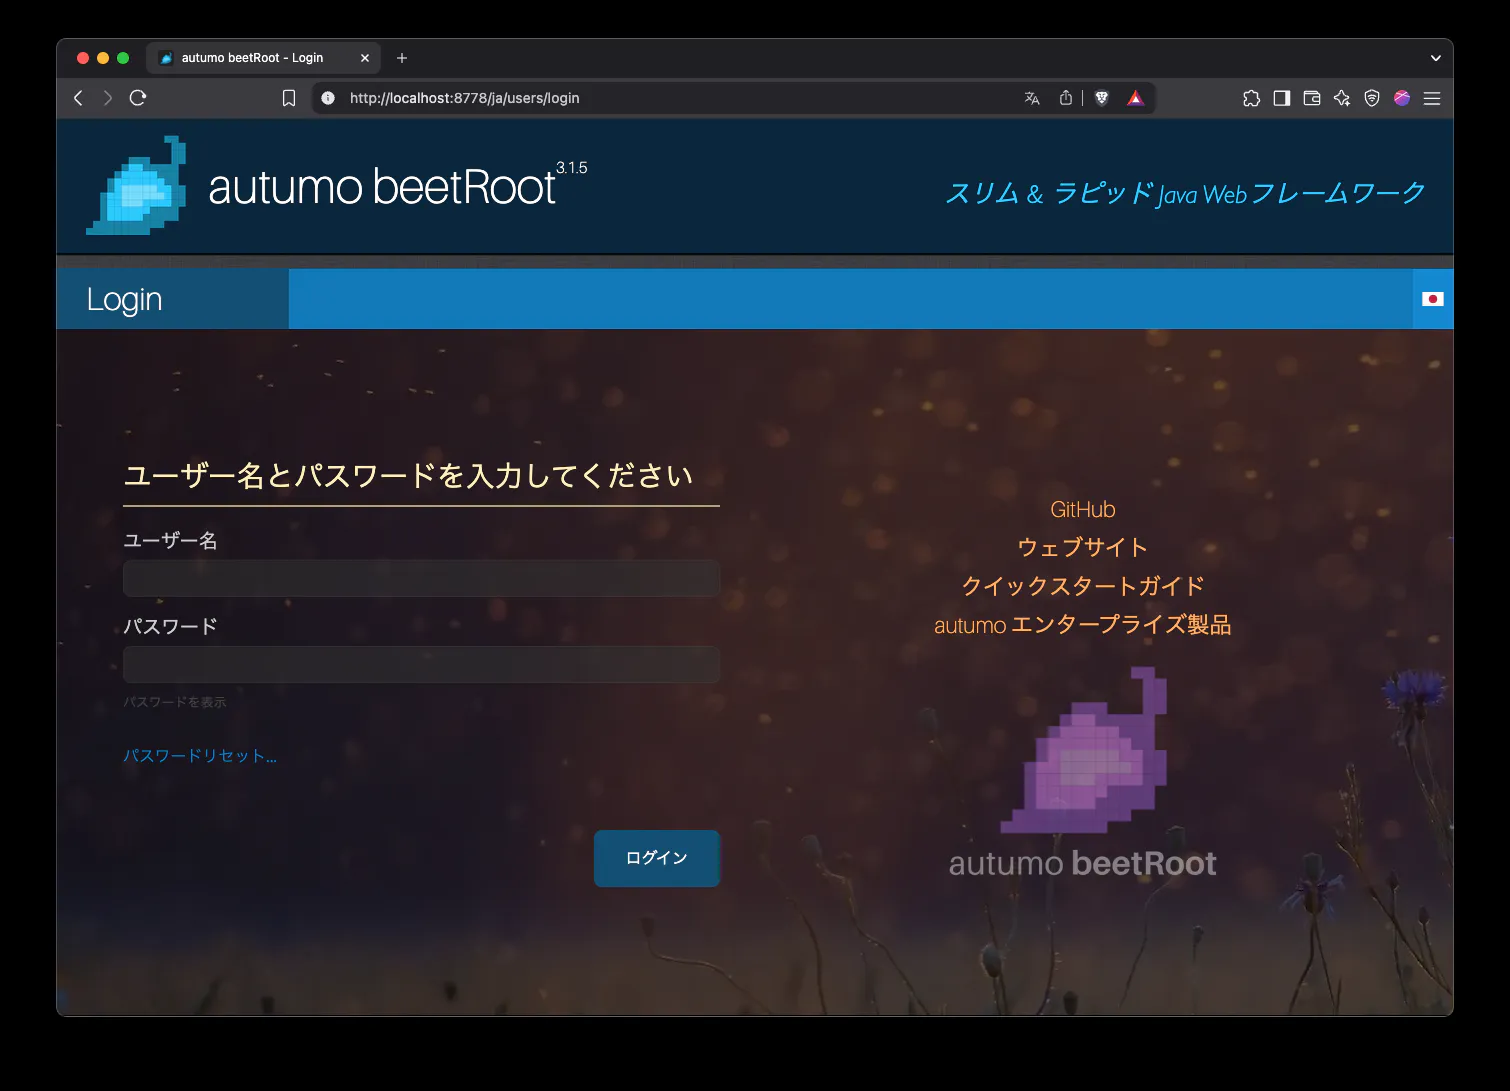 autumo beetRoot - Login
http://localhost:8778/ja/users/login
autumo beetRoot 3.1.5
スリム & ラピッド Java Web フレームワーク
Login
ユーザー名とパスワードを入力してください
ユーザー名
パスワード
パスワードを表示
パスワードリセット...
ログイン
GitHub
ウェブサイト
クイックスタートガイド
autumo エンタープライズ製品
autumo beetRoot